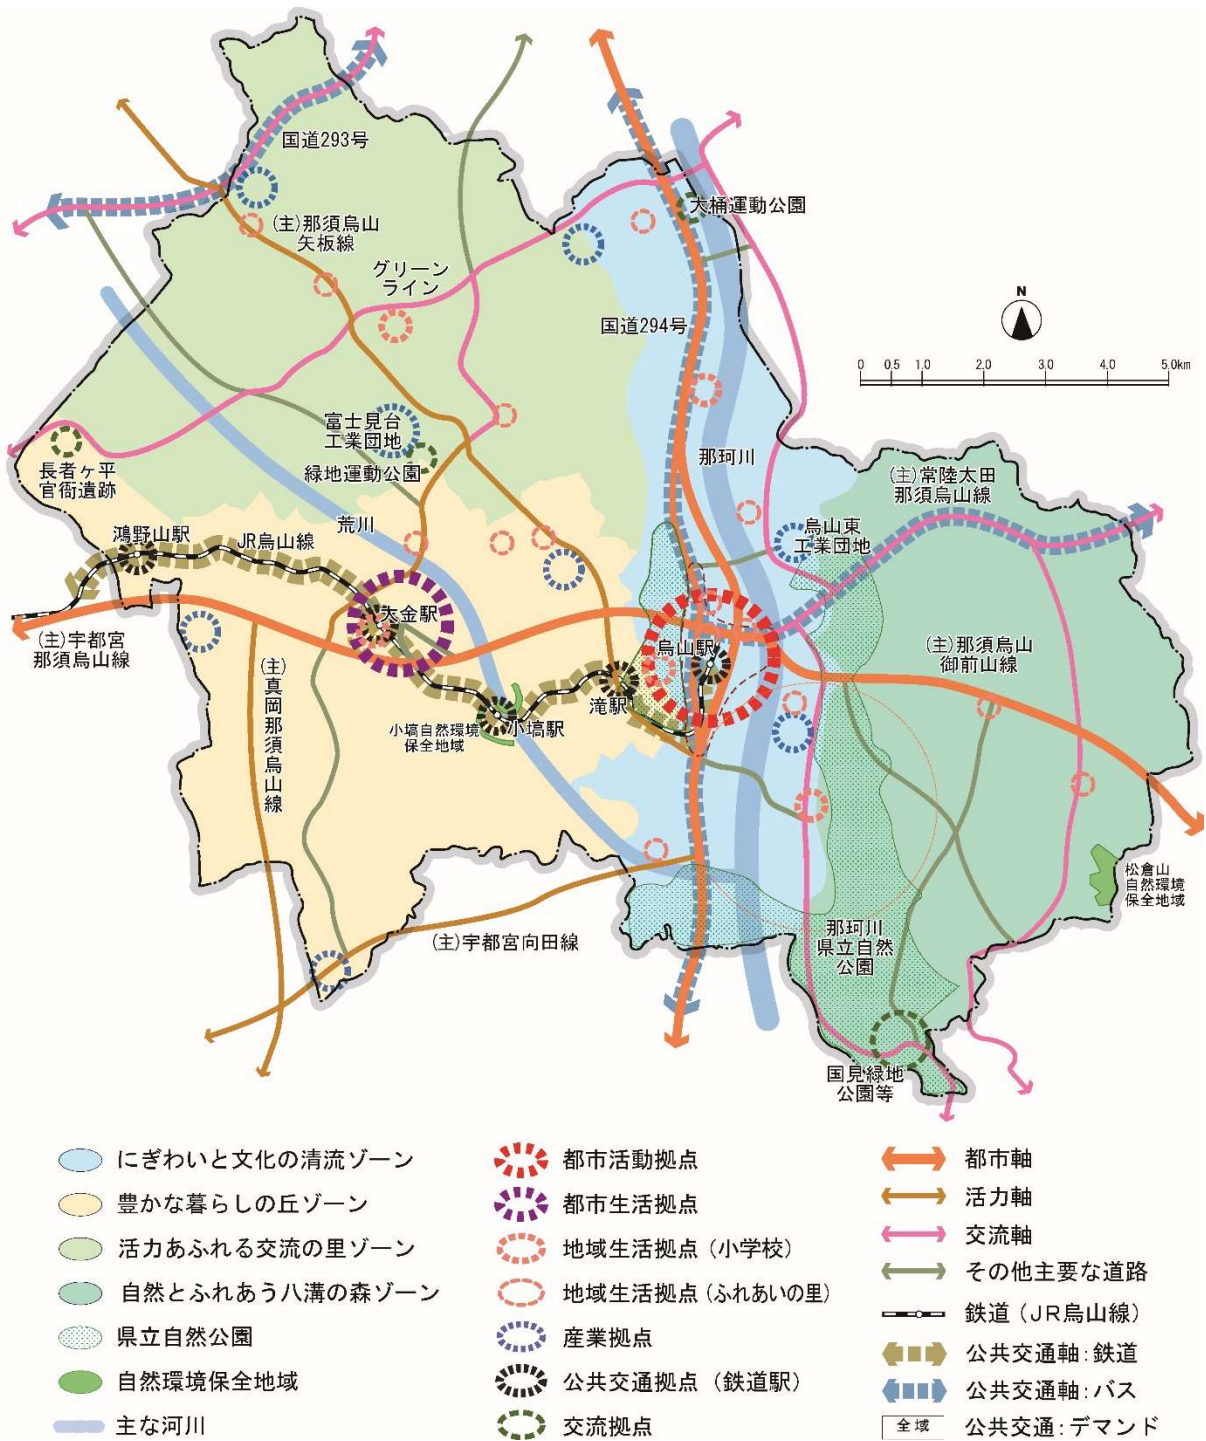 国道293号
(主)那須烏山
矢板線
グリーン
ライン
大桶運動公園
国道294号
N
0 0.5 1.0 2.0 3.0 4.0 5.0km
富士見台
工業団地
緑地運動公園
長者ヶ平
官衙遺跡
那珂川
(主)常陸太田
那須烏山線
荒川
烏山東
工業団地
鴻野山駅
JR烏山線
大金駅
(主)宇都宮
那須烏山線
烏山駅
(主)那須烏山
御前山線
滝駅
小塙駅
小塙自然環境
保全地域
(主)真岡那須烏山線
松倉山
自然環境
保全地域
(主)宇都宮向田線
那珂川
県立自然
公園
国見緑地
公園等
にぎわいと文化の清流ゾーン
豊かな暮らしの丘ゾーン
活力あふれる交流の里ゾーン
自然とふれあう八溝の森ゾーン
県立自然公園
自然環境保全地域
主な河川
都市活動拠点
都市生活拠点
地域生活拠点（小学校）
地域生活拠点（ふれあいの里）
産業拠点
公共交通拠点（鉄道駅）
交流拠点
都市軸
活力軸
交流軸
その他主要な道路
鉄道（JR烏山線）
公共交通軸：鉄道
公共交通軸：バス
全域 公共交通：デマンド